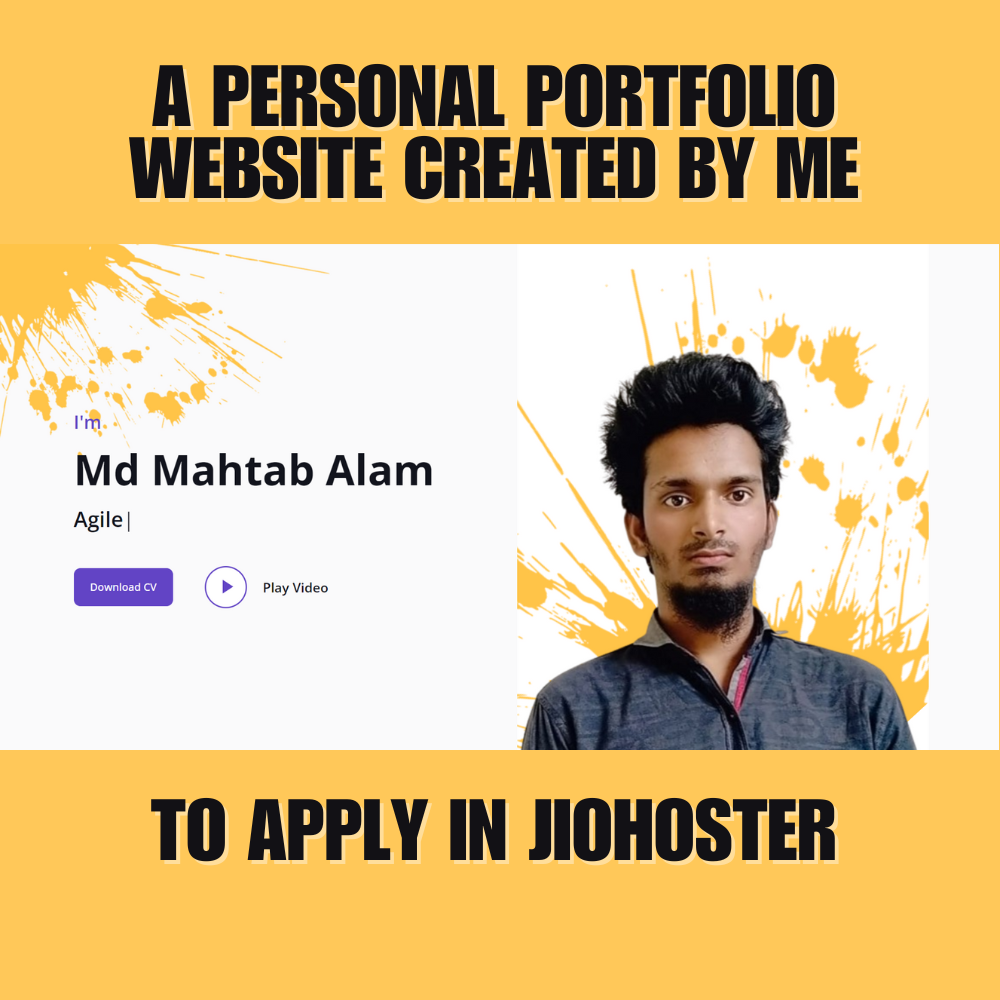 A PERSONAL PORTFOLIO
WEBSITE CREATED BY ME
I'm
Md Mahtab Alam
Agile|
Download CV
Play Video
TO APPLY IN JIOHOSTER